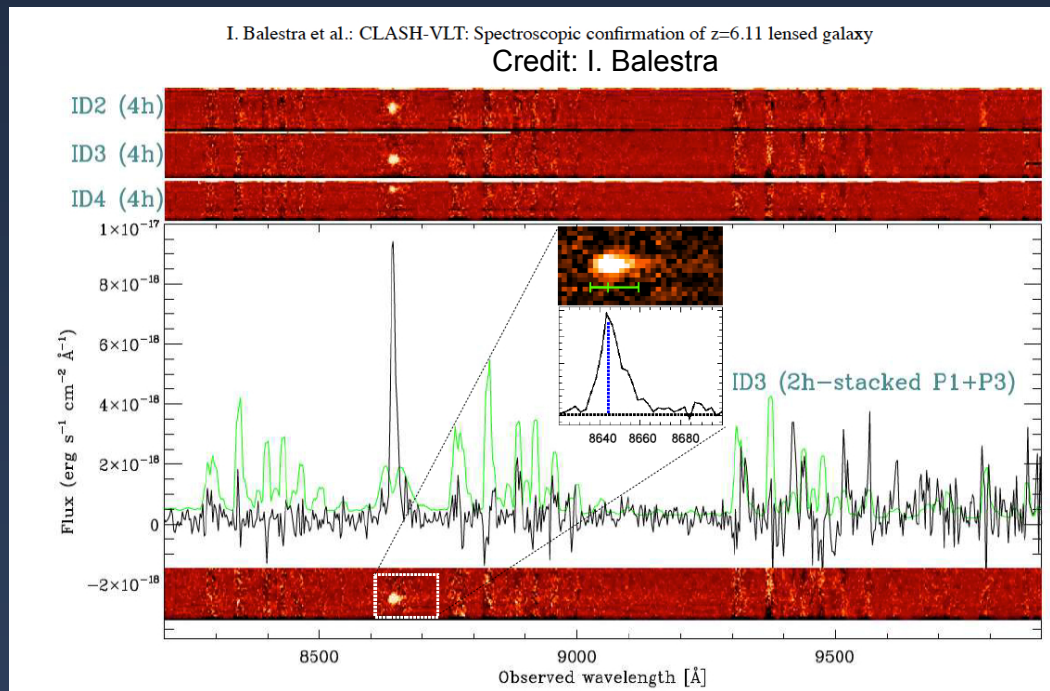 I. Balestra et al.: CLASH-VLT: Spectroscopic confirmation of z=6.11 lensed galaxy
Credit: I. Balestra
ID2 (4h)
ID3 (4h)
ID4 (4h)
1×10⁻¹⁷
8×10⁻¹⁸
6×10⁻¹⁸
4×10⁻¹⁸
2×10⁻¹⁸
0
−2×10⁻¹⁸
Flux (erg s⁻¹ cm⁻² Å⁻¹)
8640 8660 8680
ID3 (2h-stacked P1+P3)
8500 9000 9500
Observed wavelength [Å]